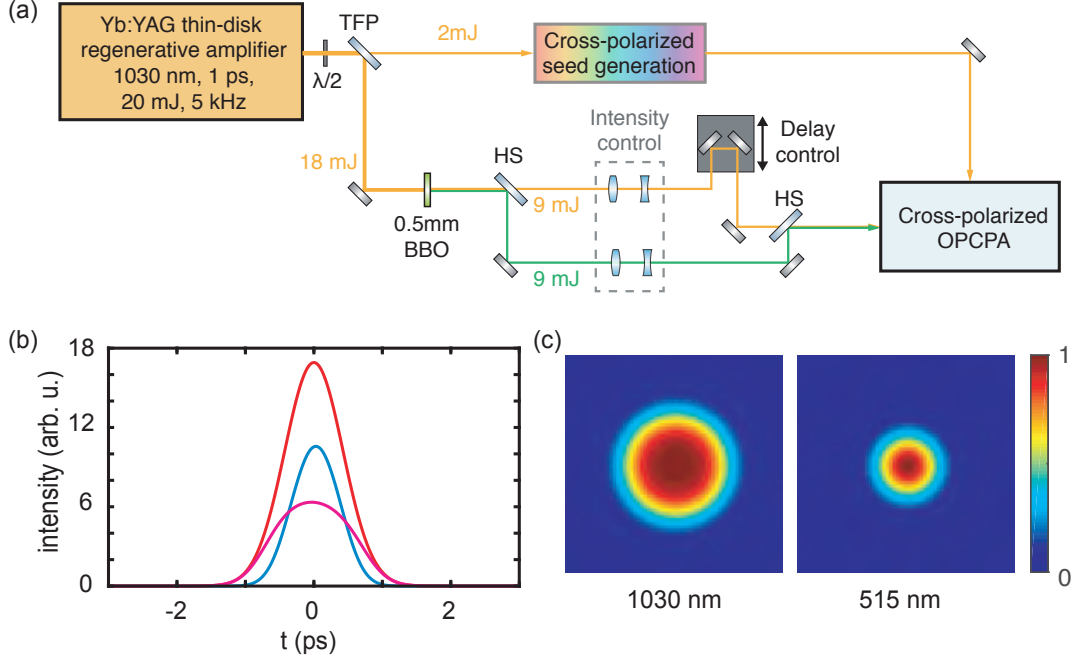 (a)
Yb:YAG thin-disk
regenerative amplifier
1030 nm, 1 ps,
20 mJ, 5 kHz
λ/2
TFP
2mJ
Cross-polarized
seed generation
18 mJ
0.5mm
BBO
HS
9 mJ
9 mJ
Intensity
control
Delay
control
HS
Cross-polarized
OPCPA
(b)
intensity (arb. u.)
18
12
6
0
-2
0
2
t (ps)
(c)
1030 nm
515 nm
1
0